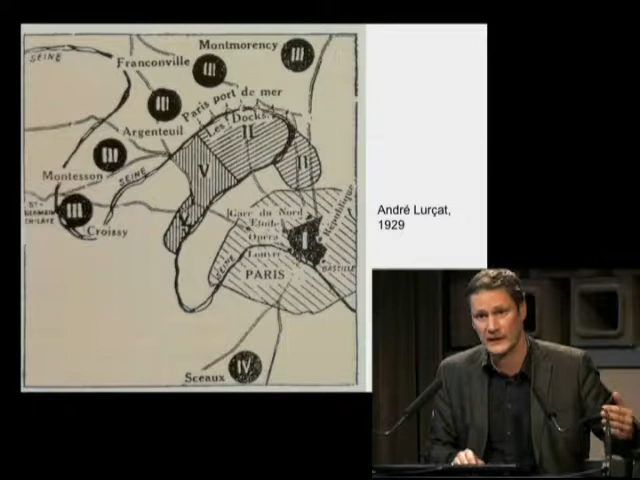 Montmorency
III
SEINE
Franconville
III
Paris port de mer
III
Les Docks
Argenteuil
II
III
V
II
Montesson
SEINE
III
ST-
GERMAIN
EN-LAYE
Croissy
V
Gare du Nord
République
Etoile
I
Opéra
Louvre
SEINE
PARIS
BASTILLE
IV
Sceaux
André Lurçat,
1929